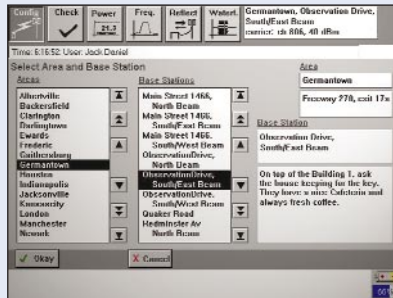 Config Check Power Freq. Reflect Waterf.
Germantown, Observation Drive,
South/East Beam
carrier: ch 806, 40 dBm
Time: 6:16:52 User: Jack Daniel
Select Area and Base Station
Areas
Albertville
Backersfield
Clarington
Darlingtown
Ewards
Frederic
Gaithersburg
Germantown
Houston
Indianapolis
Jacksonville
Kansascity
London
Manchester
Newark
Base Stations
Main Street 1466,
North Beam
Main Street 1466,
South/East Beam
Main Street 1466,
South/West Beam
ObservationDrive,
North Beam
ObservationDrive,
South/East Beam
ObservationDrive,
South/West Beam
Quaker Road
Redminster Av
North Beam
Area
Germantown
Freeway 270, exit 17a
Base Station
Observation Drive,
South/East Beam
On top of the Building 1. ask
the house keeping for the key.
They have a nice Cafeteria and
always fresh coffee.
Okay
Cancel